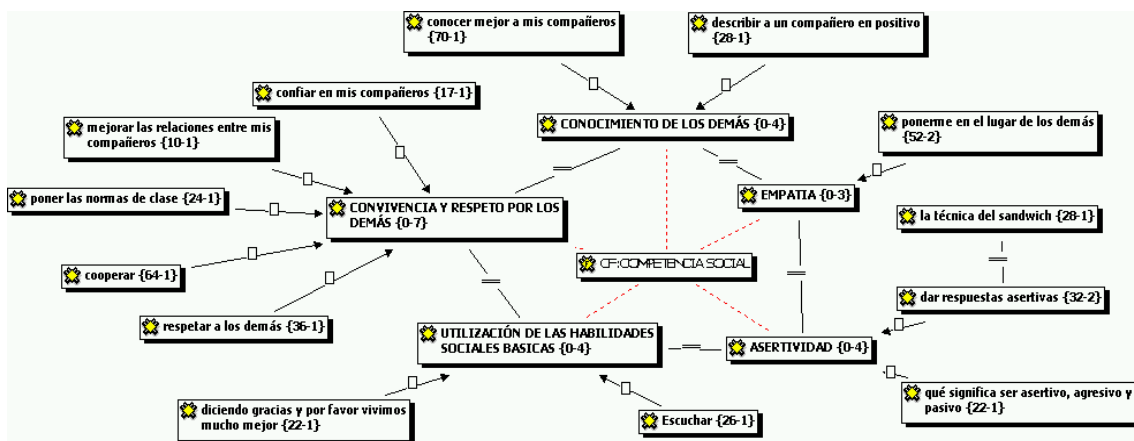 conocer mejor a mis compañeros
{70-1}
describir a un compañero en positivo
{28-1}
confiar en mis compañeros {17-1}
CONOCIMIENTO DE LOS DEMÁS {0-4}
mejorar las relaciones entre mis
compañeros {10-1}
ponerme en el lugar de los demás
{52-2}
poner las normas de clase {24-1}
CONVIVENCIA Y RESPETO POR LOS
DEMÁS {0-7}
EMPATIA {0-3}
la técnica del sandwich {28-1}
cooperar {64-1}
CF:COMPETENCIA SOCIAL
dar respuestas asertivas {32-2}
respetar a los demás {36-1}
UTILIZACIÓN DE LAS HABILIDADES
SOCIALES BASICAS {0-4}
ASERTIVIDAD {0-4}
diciendo gracias y por favor vivimos
mucho mejor {22-1}
Escuchar {26-1}
qué significa ser asertivo, agresivo y
pasivo {22-1}